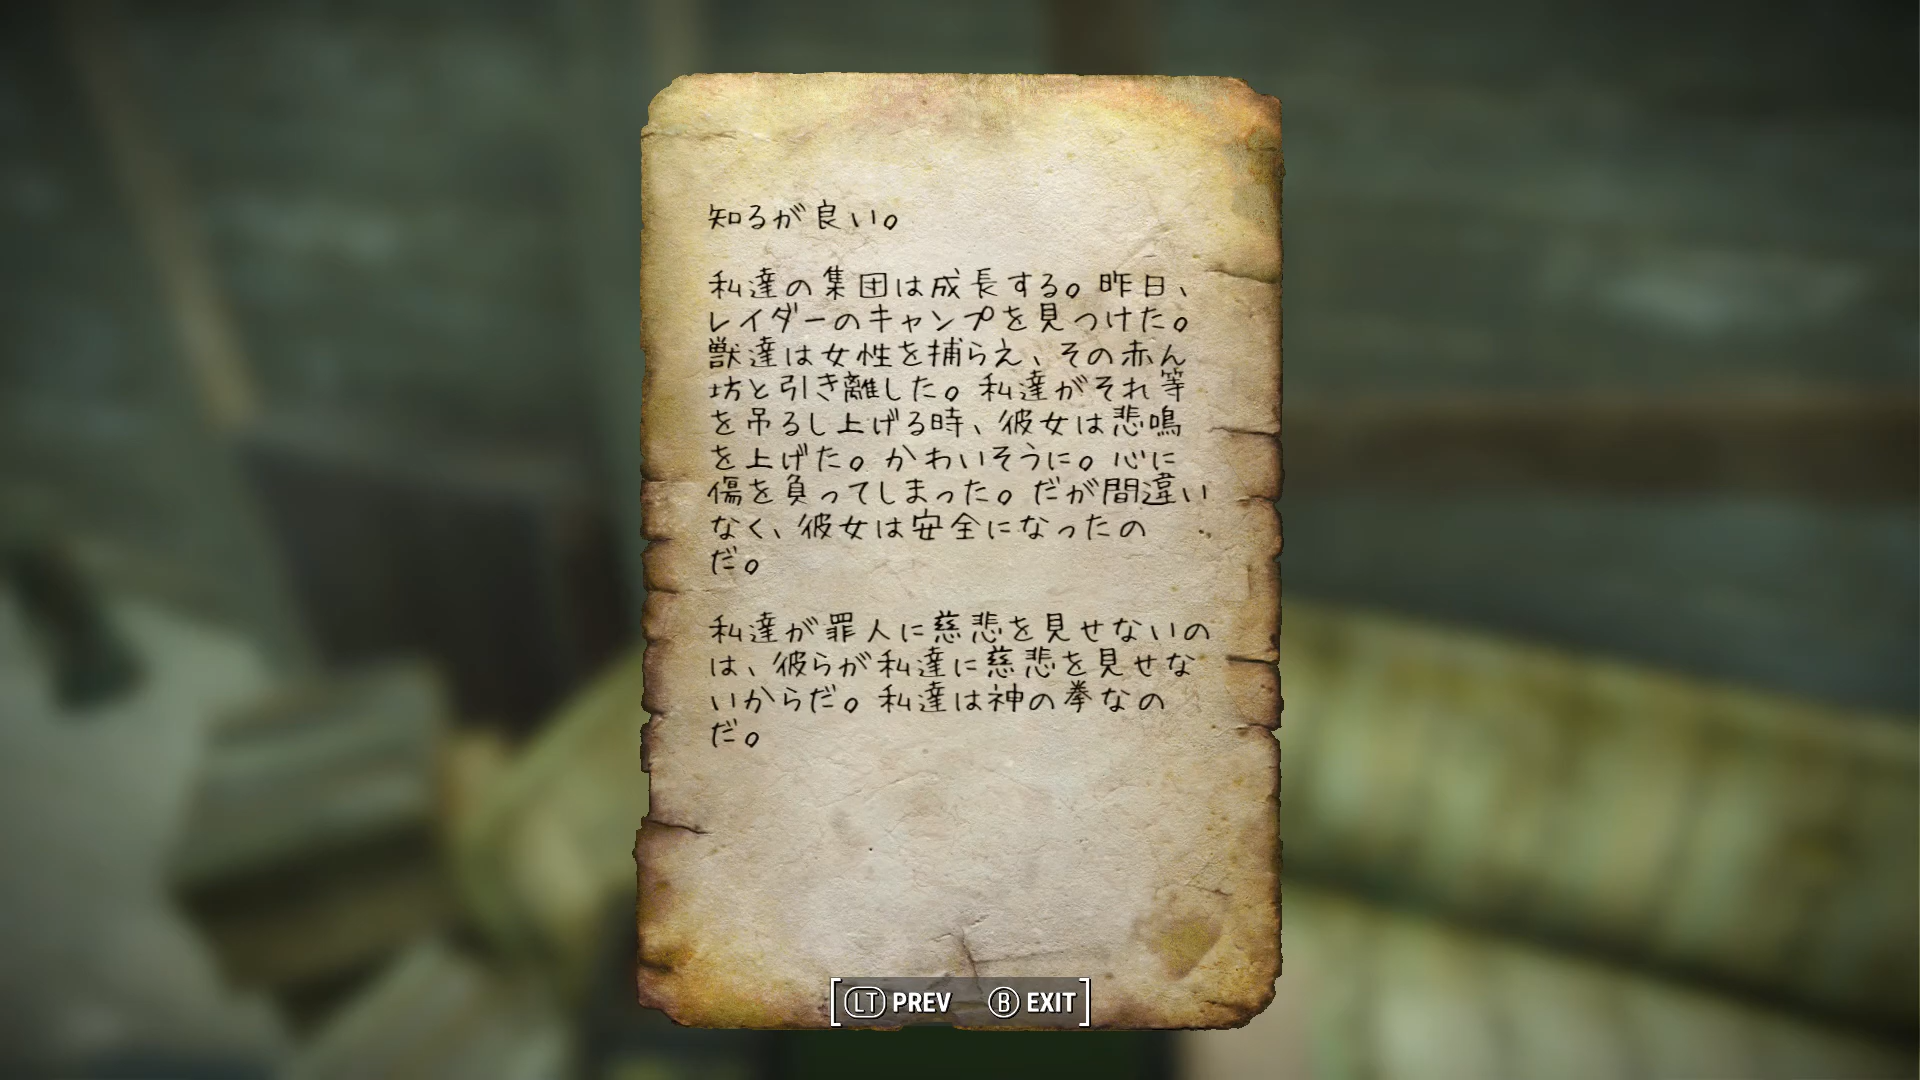 知るが良い。
私達の集団は成長する。昨日、
レイダーのキャンプを見つけた。
獣達は女性を捕らえ、その赤ん
坊と引き離した。私達がそれ等
を吊るし上げる時、彼女は悲鳴
を上げた。かわいそうに。心に
傷を負ってしまった。だが間違い
なく、彼女は安全になったの
だ。
私達が罪人に慈悲を見せないの
は、彼らが私達に慈悲を見せな
いからだ。私達は神の拳なの
だ。
LT PREV B EXIT